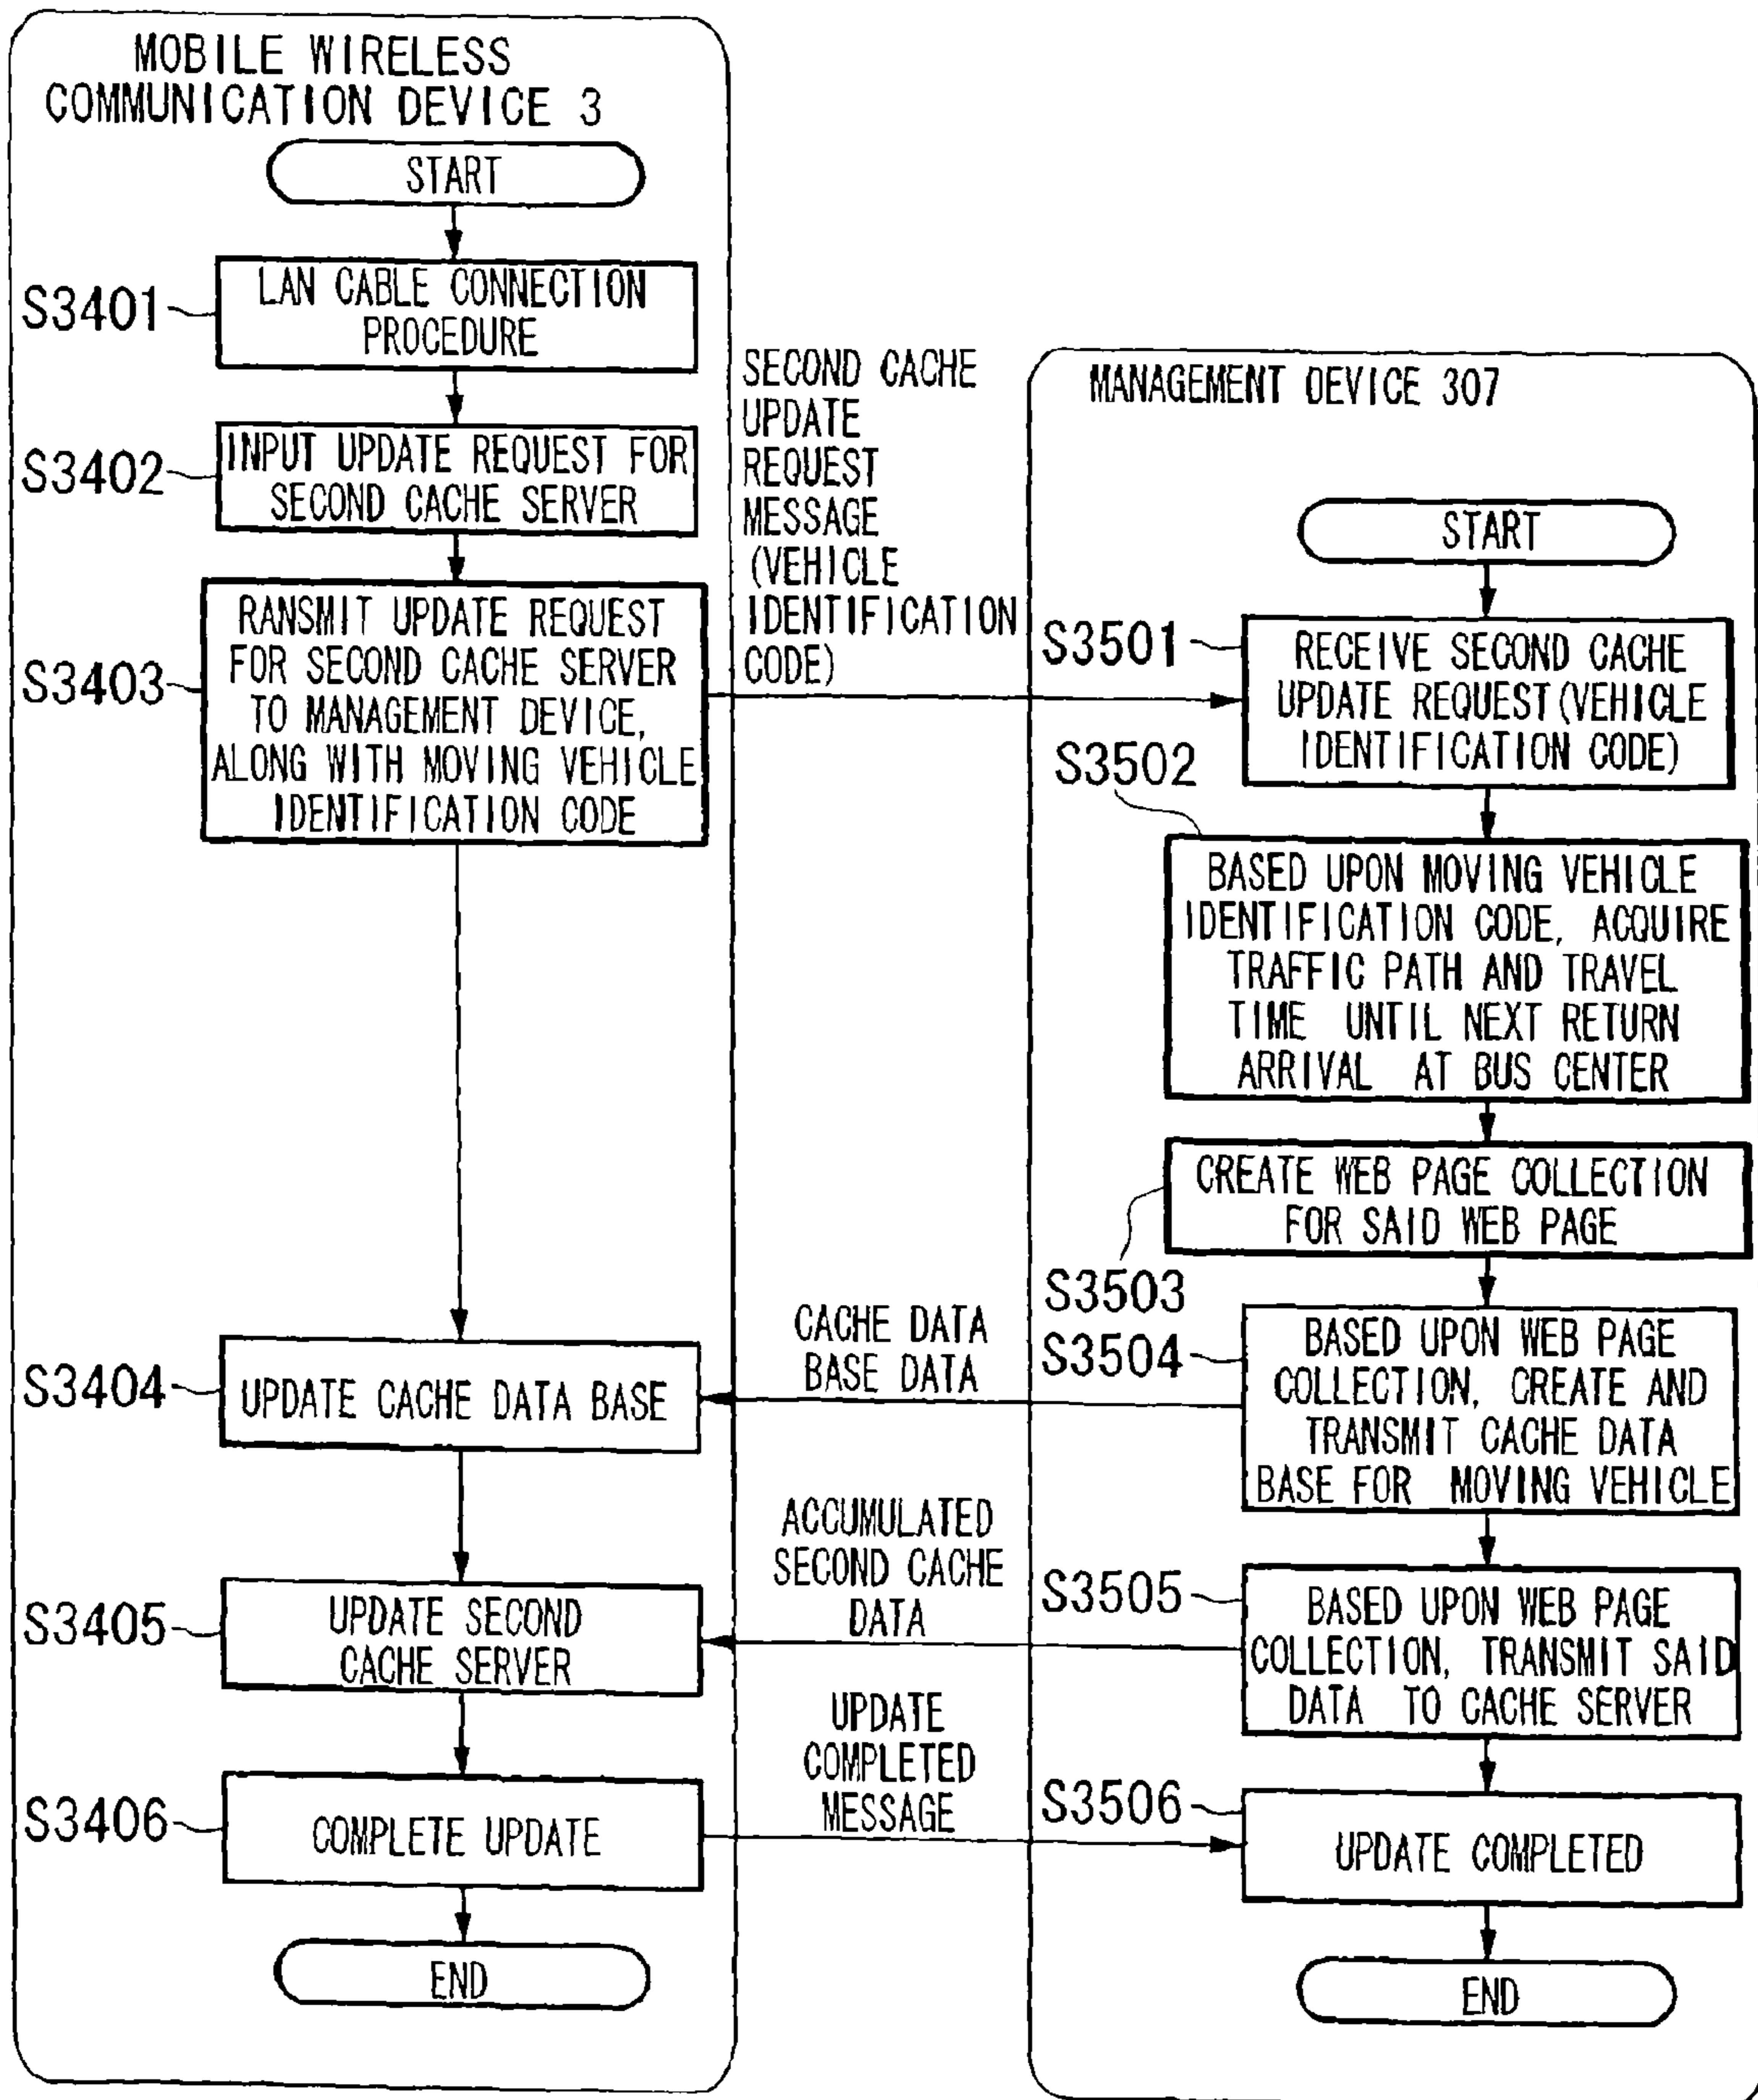 MOBILE WIRELESS
COMMUNICATION DEVICE 3
START
S3401
LAN CABLE CONNECTION
PROCEDURE
S3402
INPUT UPDATE REQUEST FOR
SECOND CACHE SERVER
S3403
RANSMIT UPDATE REQUEST
FOR SECOND CACHE SERVER
TO MANAGEMENT DEVICE,
ALONG WITH MOVING VEHICLE
IDENTIFICATION CODE
S3404
UPDATE CACHE DATA BASE
S3405
UPDATE SECOND
CACHE SERVER
S3406
COMPLETE UPDATE
END
SECOND CACHE
UPDATE
REQUEST
MESSAGE
(VEHICLE
IDENTIFICATION
CODE)
CACHE DATA
BASE DATA
ACCUMULATED
SECOND CACHE
DATA
UPDATE
COMPLETED
MESSAGE
MANAGEMENT DEVICE 307
START
S3501
RECEIVE SECOND CACHE
UPDATE REQUEST(VEHICLE
IDENTIFICATION CODE)
S3502
BASED UPON MOVING VEHICLE
IDENTIFICATION CODE, ACQUIRE
TRAFFIC PATH AND TRAVEL
TIME UNTIL NEXT RETURN
ARRIVAL AT BUS CENTER
S3503
CREATE WEB PAGE COLLECTION
FOR SAID WEB PAGE
S3504
BASED UPON WEB PAGE
COLLECTION, CREATE AND
TRANSMIT CACHE DATA
BASE FOR MOVING VEHICLE
S3505
BASED UPON WEB PAGE
COLLECTION, TRANSMIT SAID
DATA TO CACHE SERVER
S3506
UPDATE COMPLETED
END